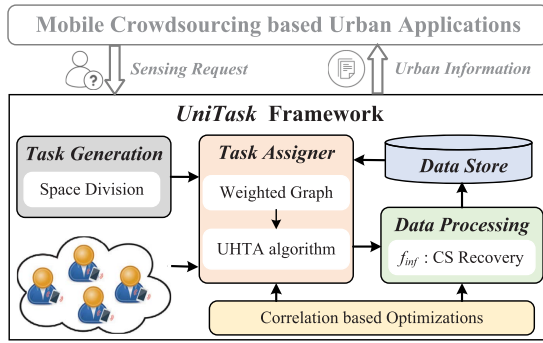 Mobile Crowdsourcing based Urban Applications
?
Sensing Request
Urban Information
UniTask Framework
Task Generation
Space Division
Task Assigner
Weighted Graph
UHTA algorithm
Data Store
Data Processing
f_inf : CS Recovery
Correlation based Optimizations